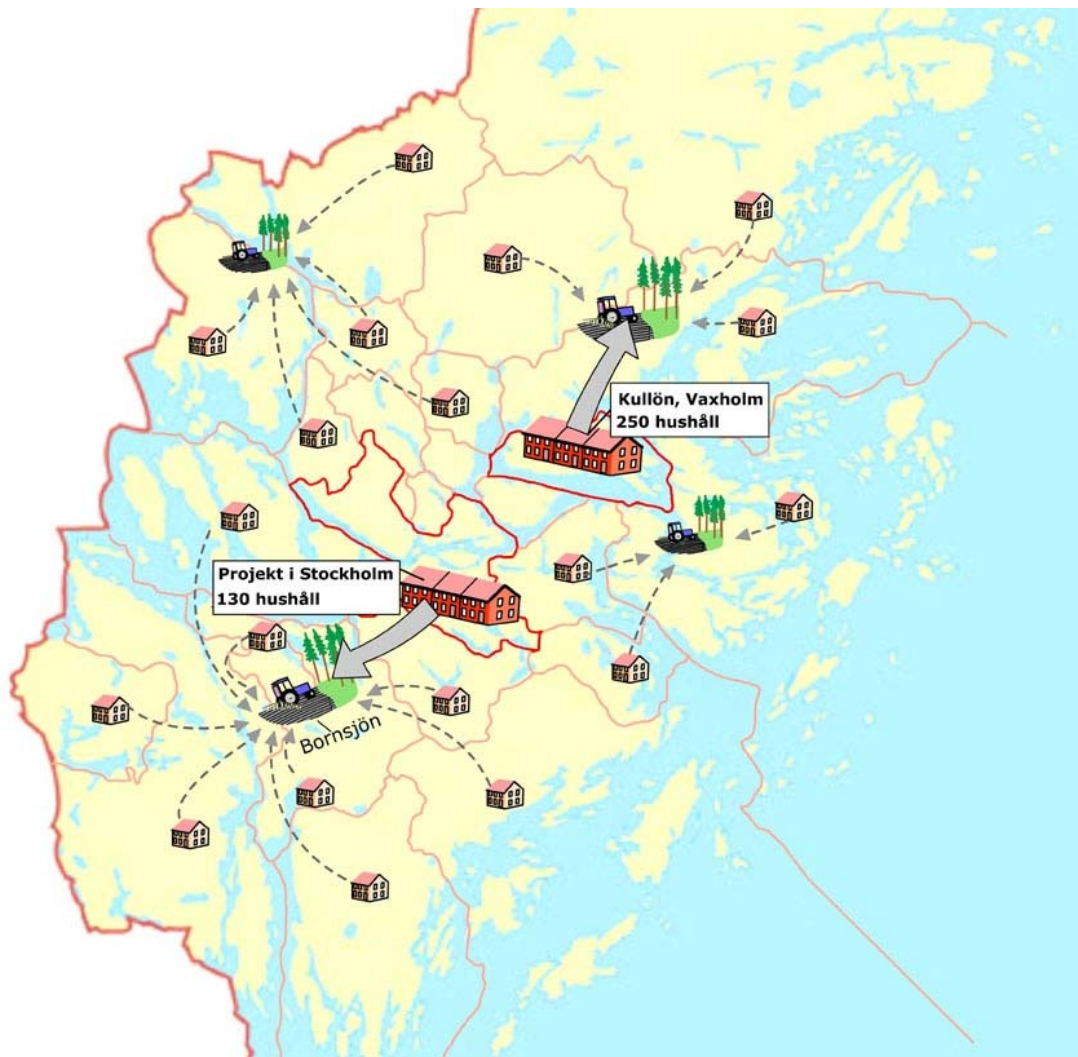 Kullön, Vaxholm
250 hushåll
Projekt i Stockholm
130 hushåll
Bornsjön